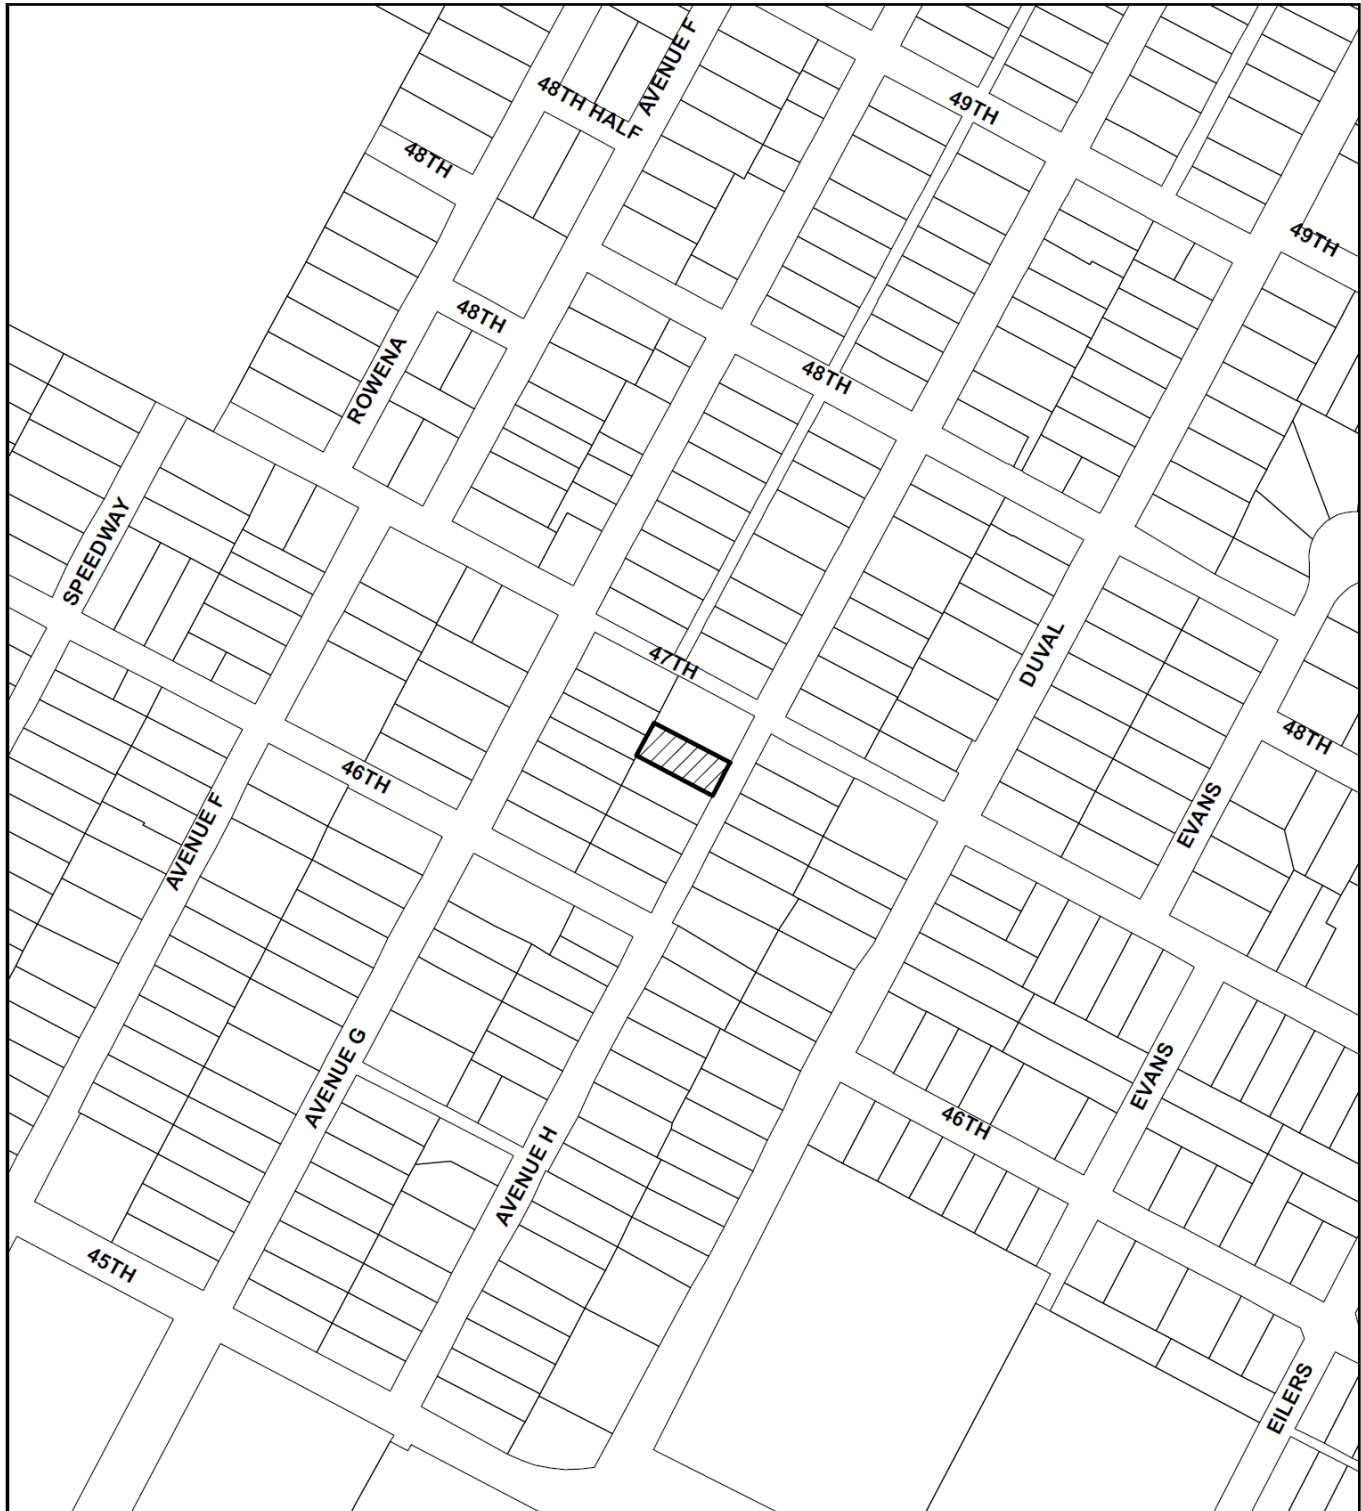 AVENUE F
48TH HALF
49TH
48TH
49TH
48TH
ROWENA
48TH
SPEEDWAY
47TH
DUVAL
48TH
46TH
EVANS
AVENUE F
AVENUE G
EVANS
46TH
AVENUE H
45TH
EILERS